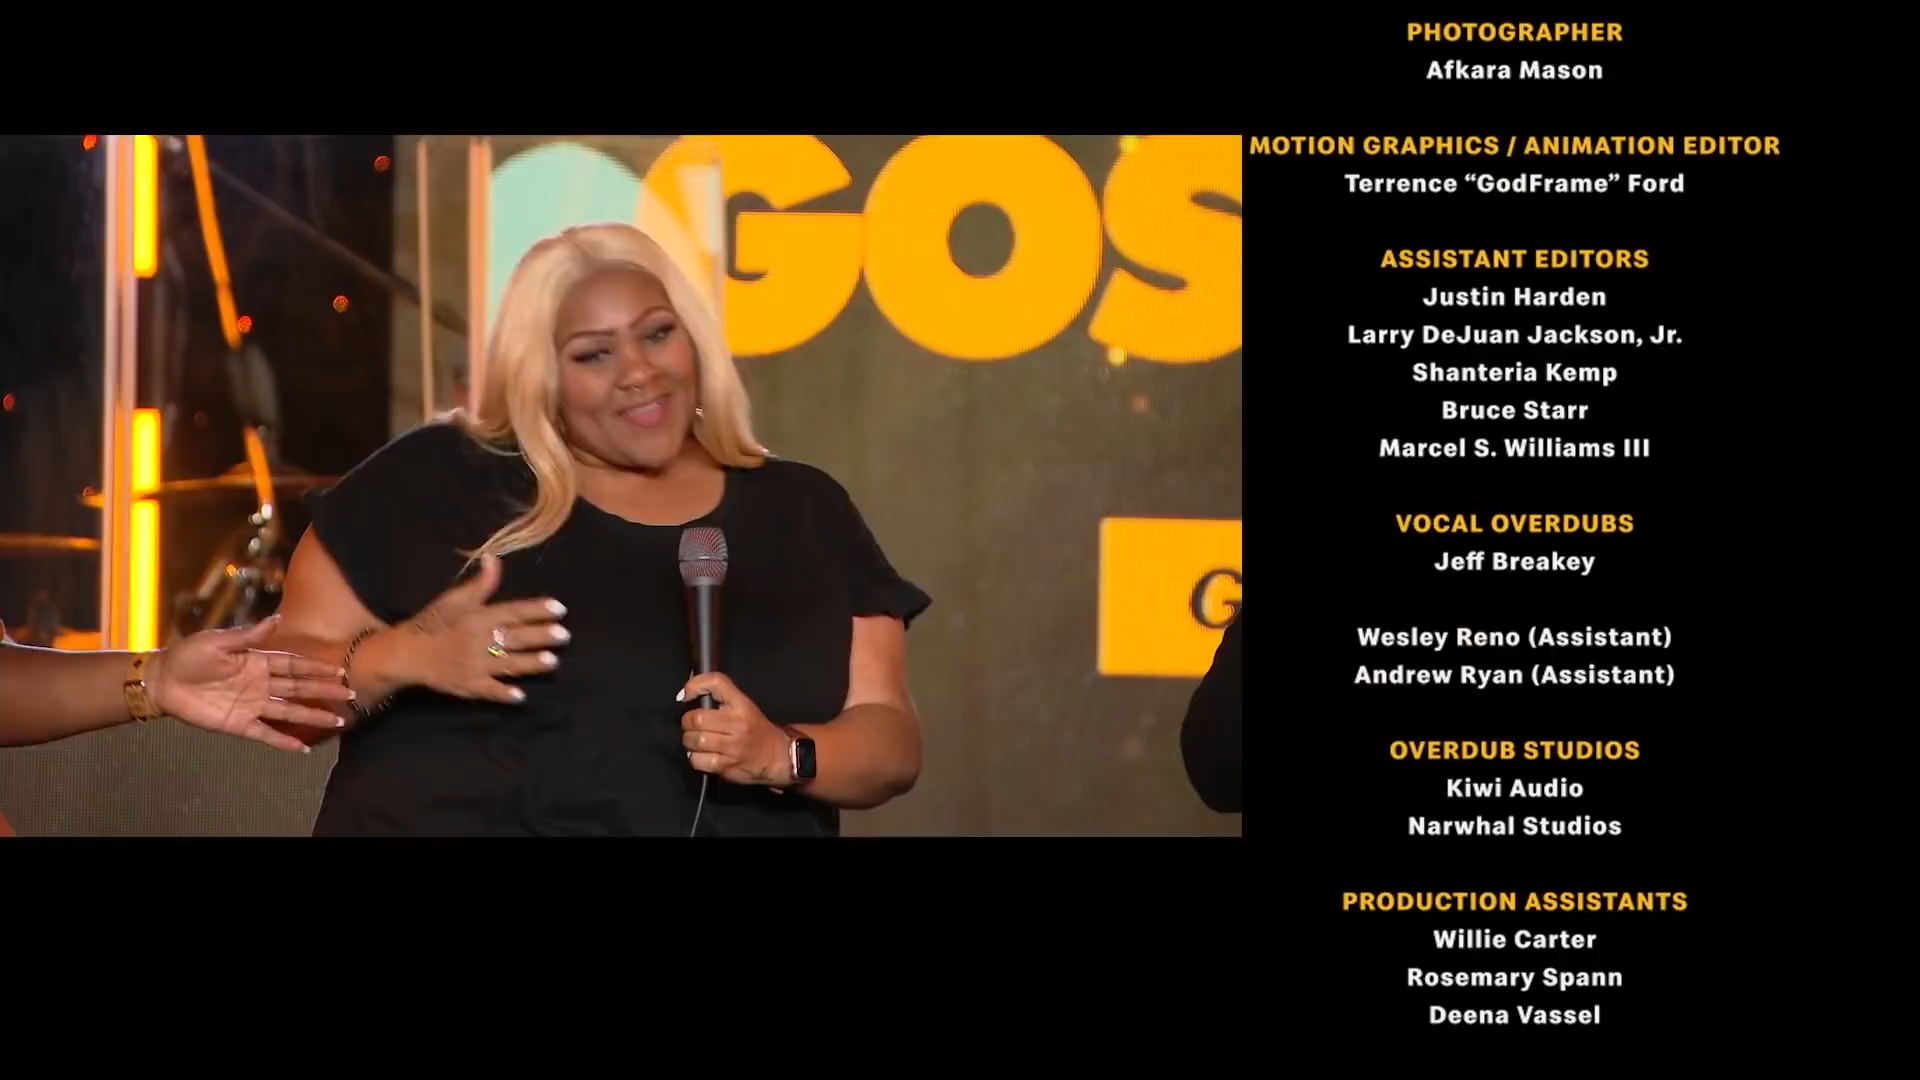 GOS
G
PHOTOGRAPHER
Afkara Mason
MOTION GRAPHICS / ANIMATION EDITOR
Terrence “GodFrame” Ford
ASSISTANT EDITORS
Justin Harden
Larry DeJuan Jackson, Jr.
Shanteria Kemp
Bruce Starr
Marcel S. Williams III
VOCAL OVERDUBS
Jeff Breakey
Wesley Reno (Assistant)
Andrew Ryan (Assistant)
OVERDUB STUDIOS
Kiwi Audio
Narwhal Studios
PRODUCTION ASSISTANTS
Willie Carter
Rosemary Spann
Deena Vassel